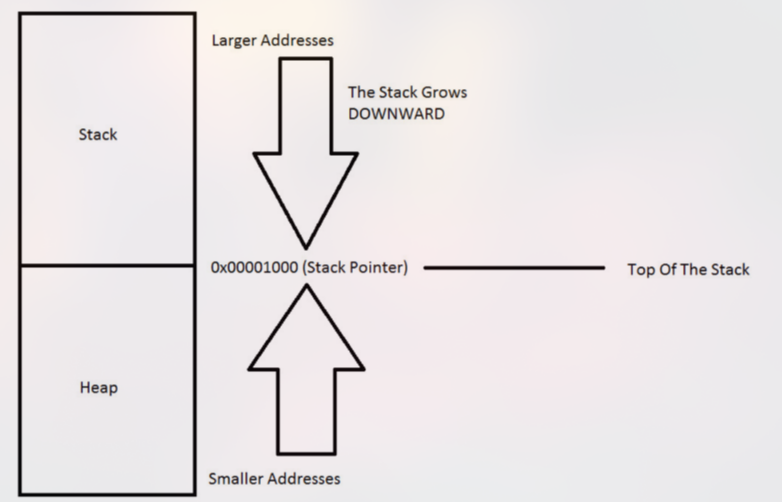 Larger Addresses
The Stack Grows
DOWNWARD
Stack
0x00001000 (Stack Pointer)
Top Of The Stack
Heap
Smaller Addresses